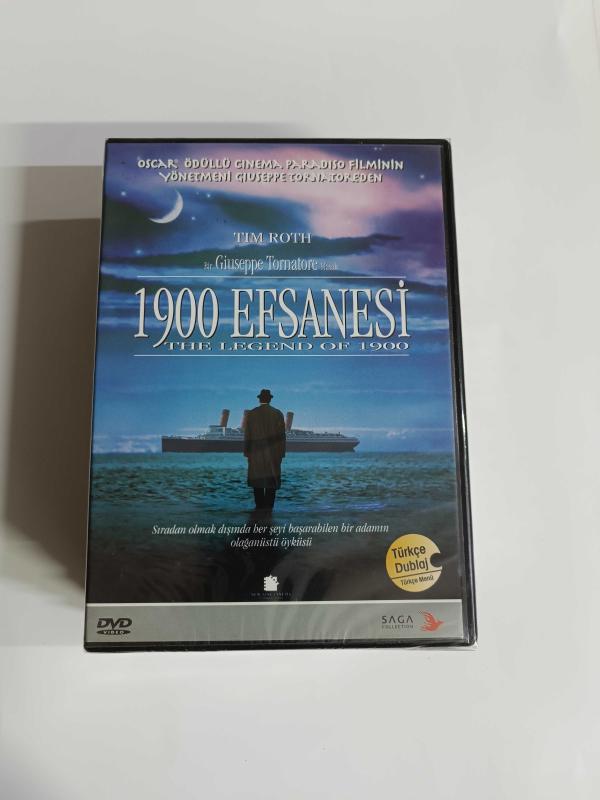 OSCAR ÖDÜLLÜ CINEMA PARADISO FILMININ
YÖNETMENİ GIUSEPPE TORNATORE'DEN
TIM ROTH
Bir Giuseppe Tornatore Masalı
1900 EFSANESİ
THE LEGEND OF 1900
Sıradan olmak dışında her şeyi başarabilen bir adamın
olağanüstü öyküsü
Türkçe
Dublaj
Türkçe Menü
DVD
VIDEO
SAGA
COLLECTION